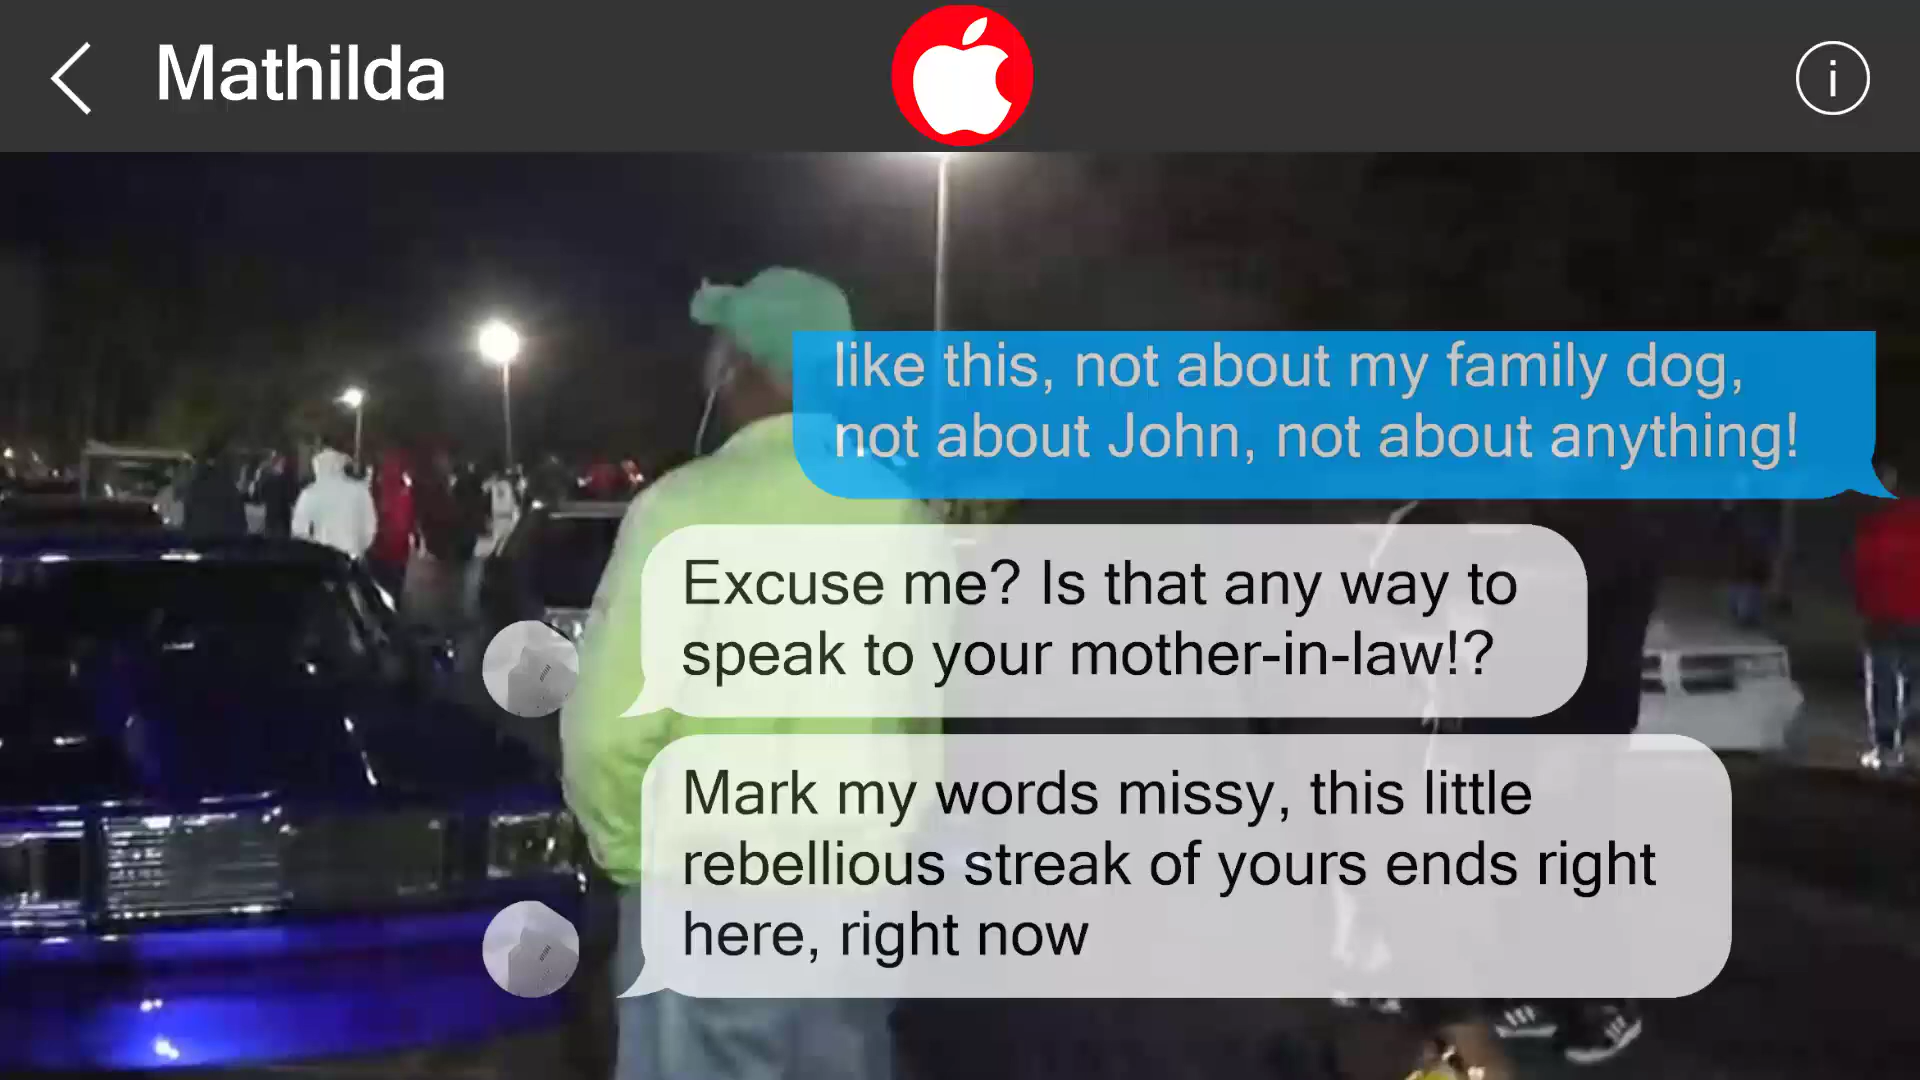 Mathilda
like this, not about my family dog,
not about John, not about anything!
Excuse me? Is that any way to
speak to your mother-in-law!?
Mark my words missy, this little
rebellious streak of yours ends right
here, right now